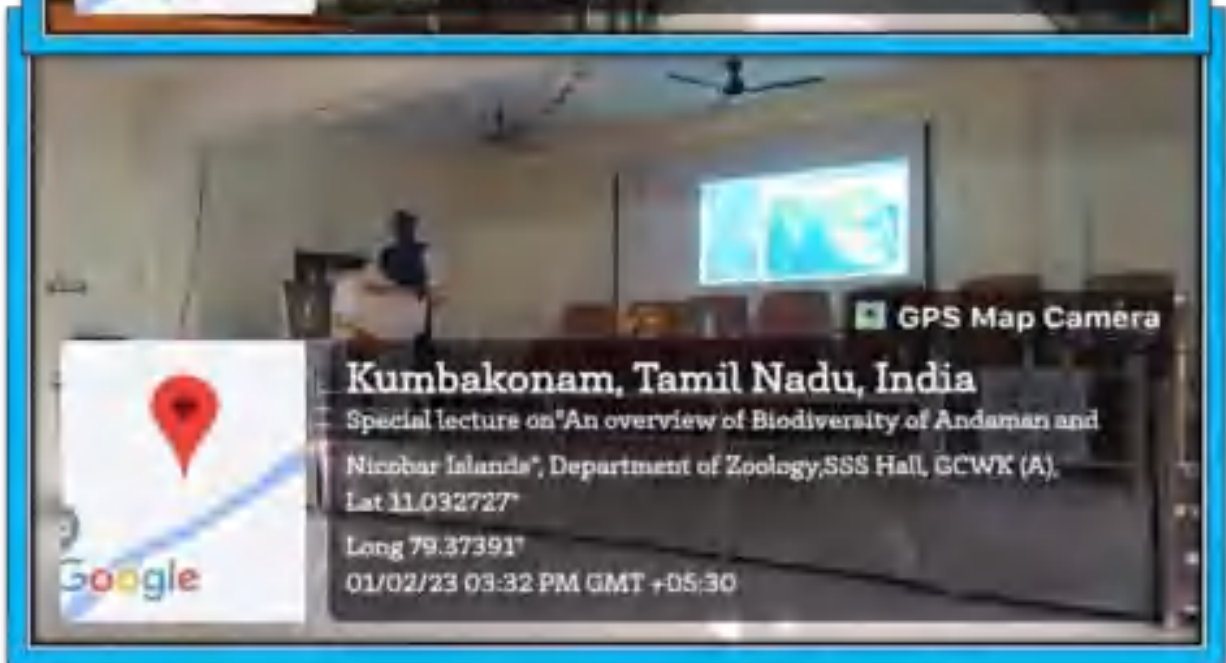 GPS Map Camera
Kumbakonam, Tamil Nadu, India
Special lecture on"An overview of Biodiversity of Andaman and
Nicobar Islands", Department of Zoology,SSS Hall, GCWK (A),
Lat 11.032727°
Long 79.37391°
01/02/23 03:32 PM GMT +05:30
Google